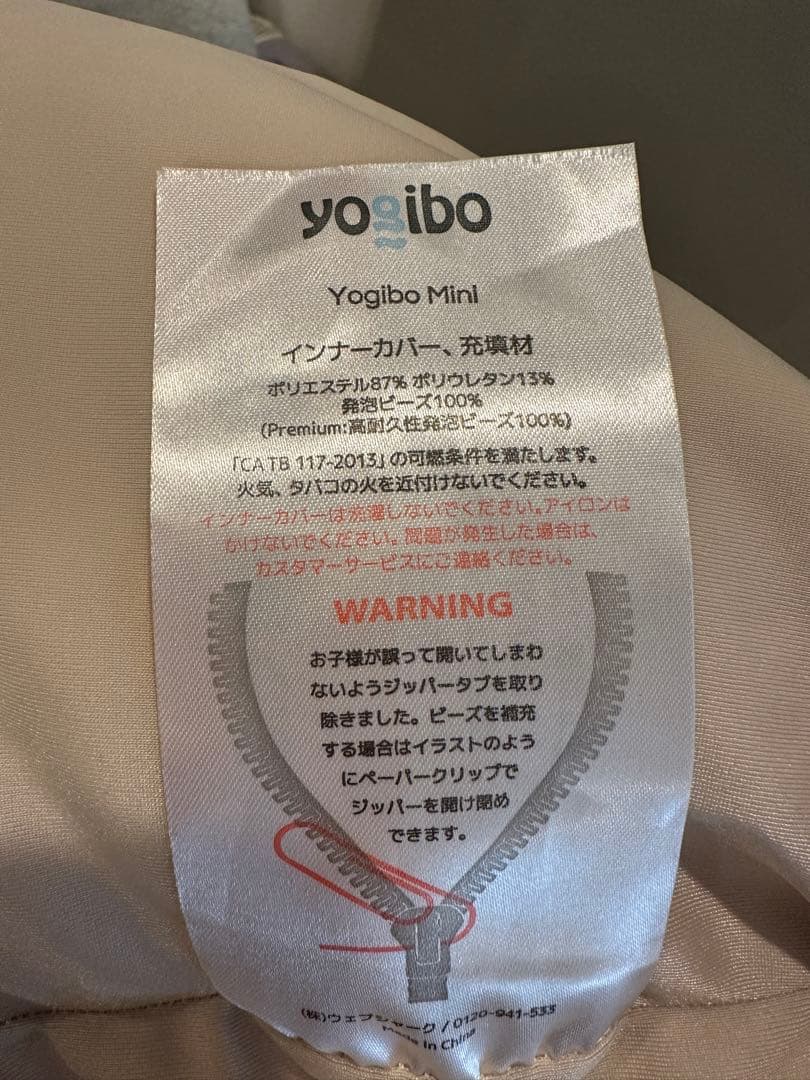 yogibo
Yogibo Mini
インナーカバー、充填材
ポリエステル87% ポリウレタン13%
発泡ビーズ100%
(Premium:高耐久性発泡ビーズ100%)
「CA TB 117-2013」の可燃条件を満たします。
火気、タバコの火を近付けないでください。
インナーカバーは洗濯しないでください。アイロンは
かけないでください。問題が発生した場合は、
カスタマーサービスにご連絡ください。
WARNING
お子様が誤って開いてしまわ
ないようジッパータブを取り
除きました。ビーズを補充
する場合はイラストのよう
にペーパークリップで
ジッパーを開け閉め
できます。
(株)ウェブシャーク / 0120-941-533
Made in China